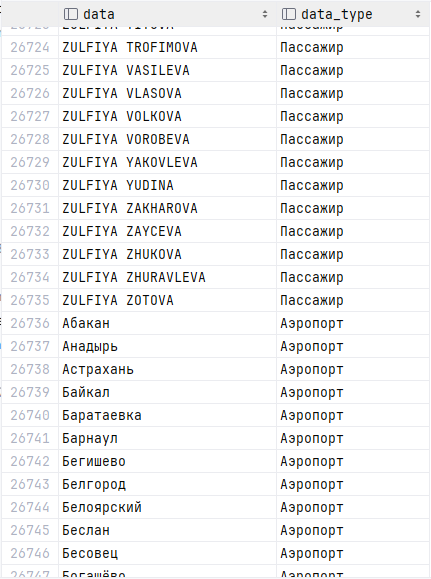 data data_type
26724 ZULFIYA TROFIMOVA Пассажир
26725 ZULFIYA VASILEVA Пассажир
26726 ZULFIYA VLASOVA Пассажир
26727 ZULFIYA VOLKOVA Пассажир
26728 ZULFIYA VOROBEVA Пассажир
26729 ZULFIYA YAKOVLEVA Пассажир
26730 ZULFIYA YUDINA Пассажир
26731 ZULFIYA ZAKHAROVA Пассажир
26732 ZULFIYA ZAYCEVA Пассажир
26733 ZULFIYA ZHUKOVA Пассажир
26734 ZULFIYA ZHURAVLEVA Пассажир
26735 ZULFIYA ZOTOVA Пассажир
26736 Абакан Аэропорт
26737 Анадырь Аэропорт
26738 Астрахань Аэропорт
26739 Байкал Аэропорт
26740 Баратаевка Аэропорт
26741 Барнаул Аэропорт
26742 Бегишево Аэропорт
26743 Белгород Аэропорт
26744 Белоярский Аэропорт
26745 Беслан Аэропорт
26746 Бесовец Аэропорт
26747 Богашёво Аэропорт